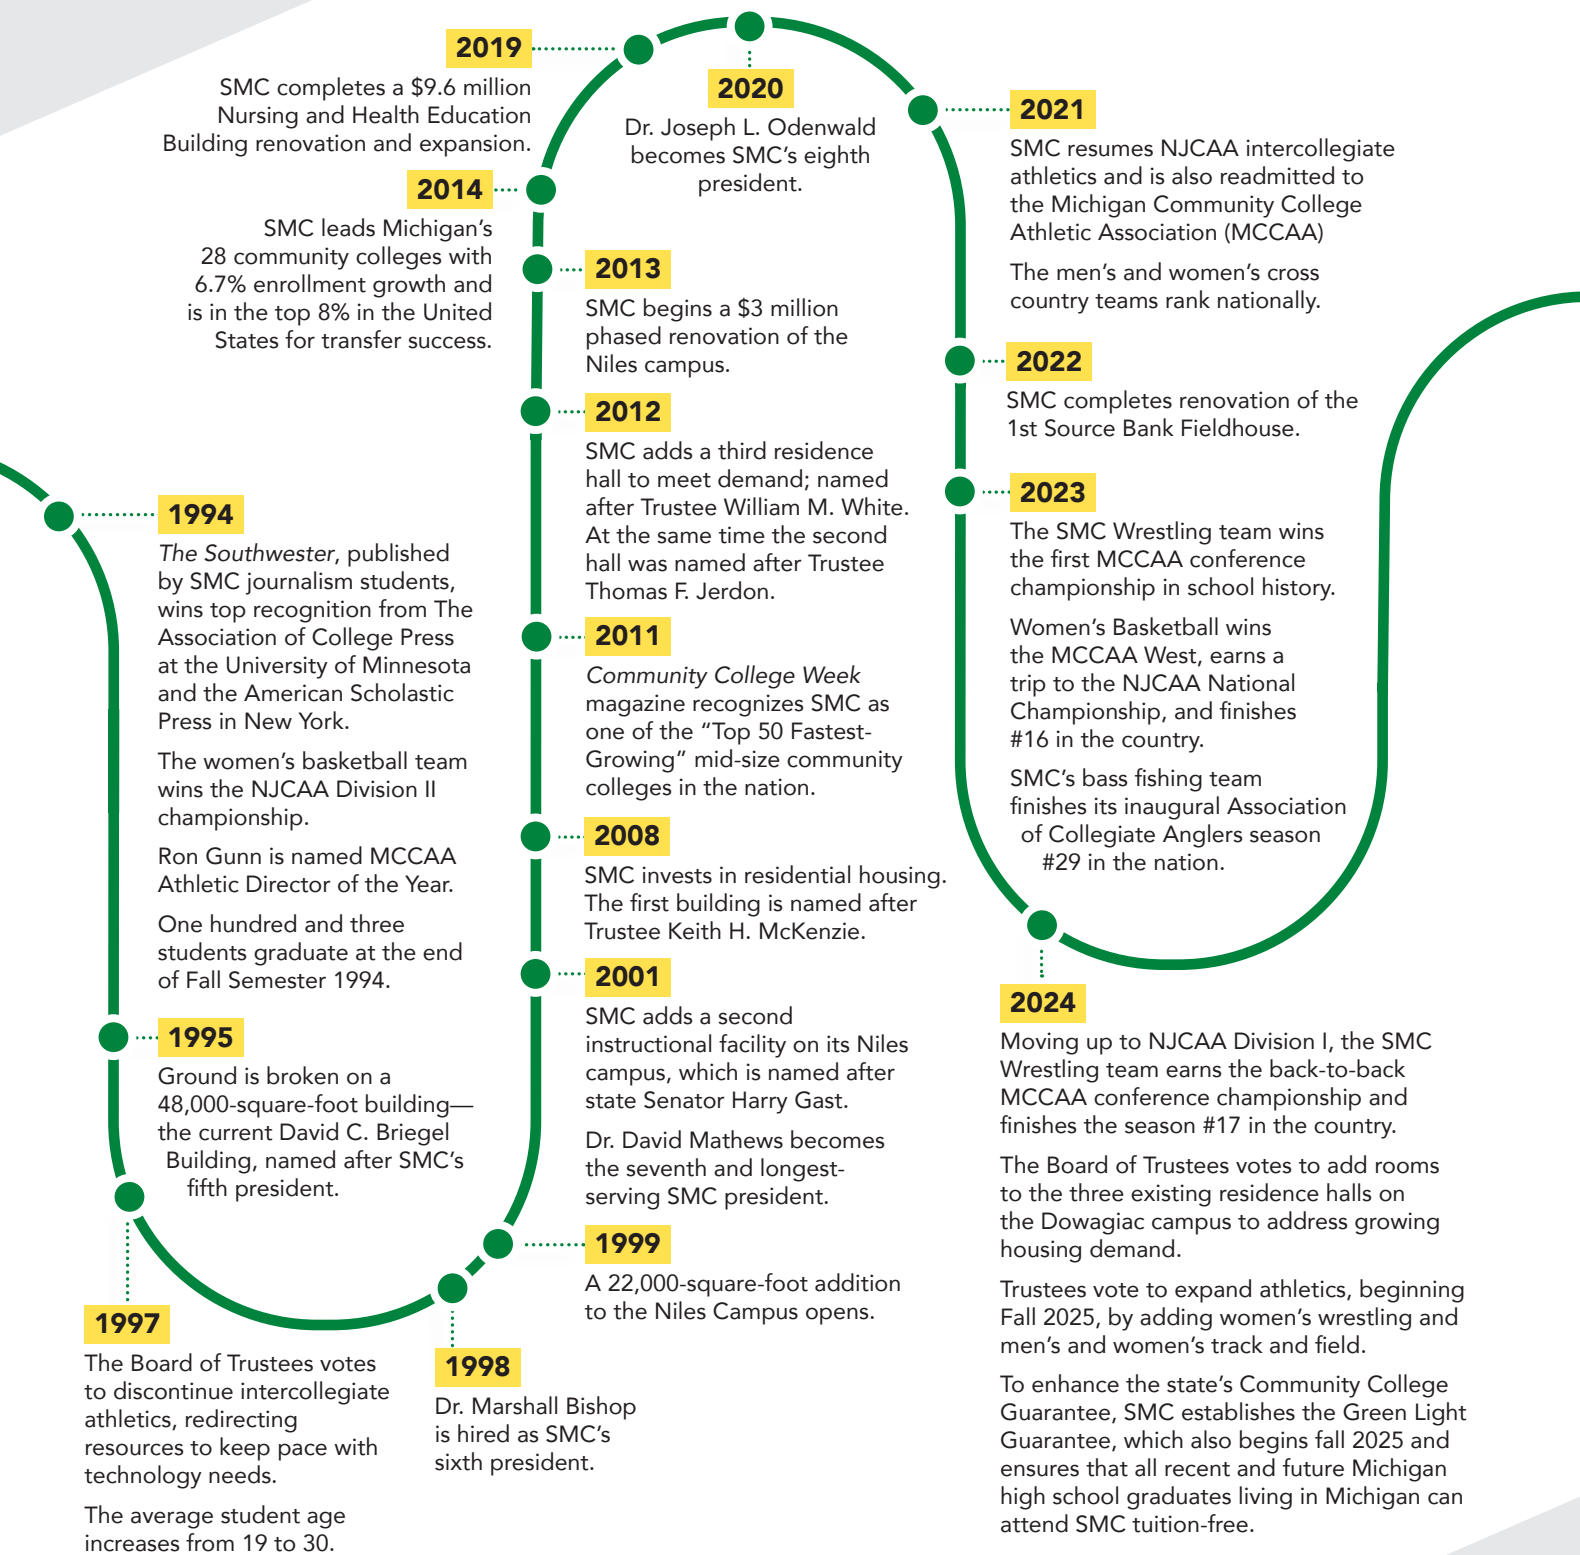 1994
The Southwester, published
by SMC journalism students,
wins top recognition from The
Association of College Press
at the University of Minnesota
and the American Scholastic
Press in New York.
The women’s basketball team
wins the NJCAA Division II
championship.
Ron Gunn is named MCCAA
Athletic Director of the Year.
One hundred and three
students graduate at the end
of Fall Semester 1994.
1995
Ground is broken on a
48,000-square-foot building—
the current David C. Briegel
Building, named after SMC’s
fifth president.
1997
The Board of Trustees votes
to discontinue intercollegiate
athletics, redirecting
resources to keep pace with
technology needs.
The average student age
increases from 19 to 30.
1998
Dr. Marshall Bishop
is hired as SMC’s
sixth president.
1999
A 22,000-square-foot addition
to the Niles Campus opens.
2001
SMC adds a second
instructional facility on its Niles
campus, which is named after
state Senator Harry Gast.
Dr. David Mathews becomes
the seventh and longest-
serving SMC president.
2008
SMC invests in residential housing.
The first building is named after
Trustee Keith H. McKenzie.
2011
Community College Week
magazine recognizes SMC as
one of the “Top 50 Fastest-
Growing” mid-size community
colleges in the nation.
2012
SMC adds a third residence
hall to meet demand; named
after Trustee William M. White.
At the same time the second
hall was named after Trustee
Thomas F. Jerdon.
2013
SMC begins a $3 million
phased renovation of the
Niles campus.
2014
SMC leads Michigan’s
28 community colleges with
6.7% enrollment growth and
is in the top 8% in the United
States for transfer success.
2019
SMC completes a $9.6 million
Nursing and Health Education
Building renovation and expansion.
2020
Dr. Joseph L. Odenwald
becomes SMC’s eighth
president.
2021
SMC resumes NJCAA intercollegiate
athletics and is also readmitted to
the Michigan Community College
Athletic Association (MCCAA)
The men’s and women’s cross
country teams rank nationally.
2022
SMC completes renovation of the
1st Source Bank Fieldhouse.
2023
The SMC Wrestling team wins
the first MCCAA conference
championship in school history.
Women’s Basketball wins
the MCCAA West, earns a
trip to the NJCAA National
Championship, and finishes
#16 in the country.
SMC’s bass fishing team
finishes its inaugural Association
of Collegiate Anglers season
#29 in the nation.
2024
Moving up to NJCAA Division I, the SMC
Wrestling team earns the back-to-back
MCCAA conference championship and
finishes the season #17 in the country.
The Board of Trustees votes to add rooms
to the three existing residence halls on
the Dowagiac campus to address growing
housing demand.
Trustees vote to expand athletics, beginning
Fall 2025, by adding women’s wrestling and
men’s and women’s track and field.
To enhance the state’s Community College
Guarantee, SMC establishes the Green Light
Guarantee, which also begins fall 2025 and
ensures that all recent and future Michigan
high school graduates living in Michigan can
attend SMC tuition-free.